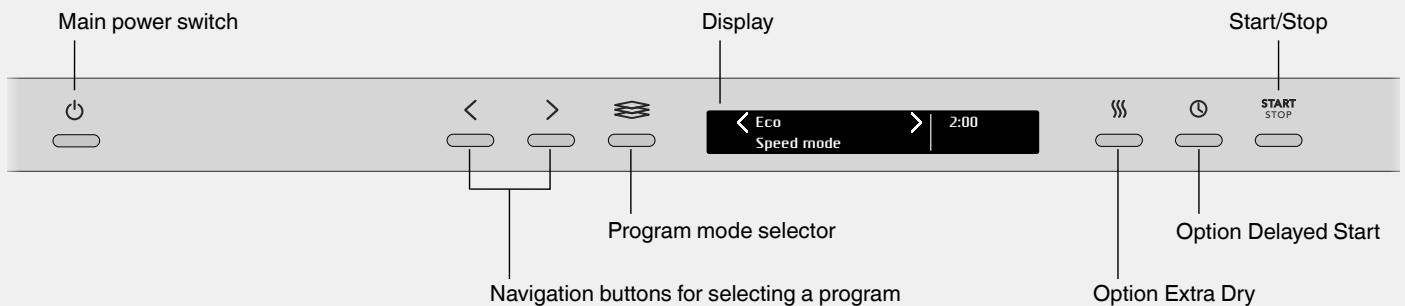 Main power switch
Display
Start/Stop
START
STOP
Eco
2:00
Speed mode
Program mode selector
Option Delayed Start
Navigation buttons for selecting a program
Option Extra Dry